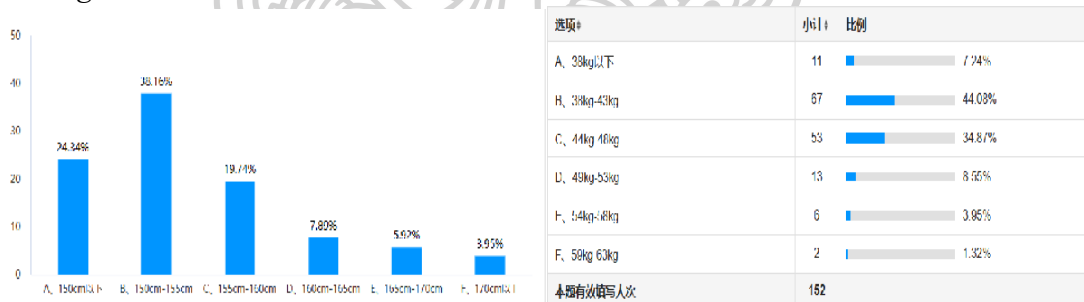 50
40
30
20
10
0
24.34%
38.16%
19.74%
7.89%
5.92%
3.95%
A、150cm以下 B、150cm-155cm C、155cm-160cm D、160cm-165cm E、165cm-170cm F、170cm以上
选项 小计 比例
A、38kg以下 11 7.24%
B、38kg-43kg 67 44.08%
C、44kg-48kg 53 34.87%
D、49kg-53kg 13 8.55%
E、54kg-58kg 6 3.95%
F、59kg-63kg 2 1.32%
本题有效填写人次 152